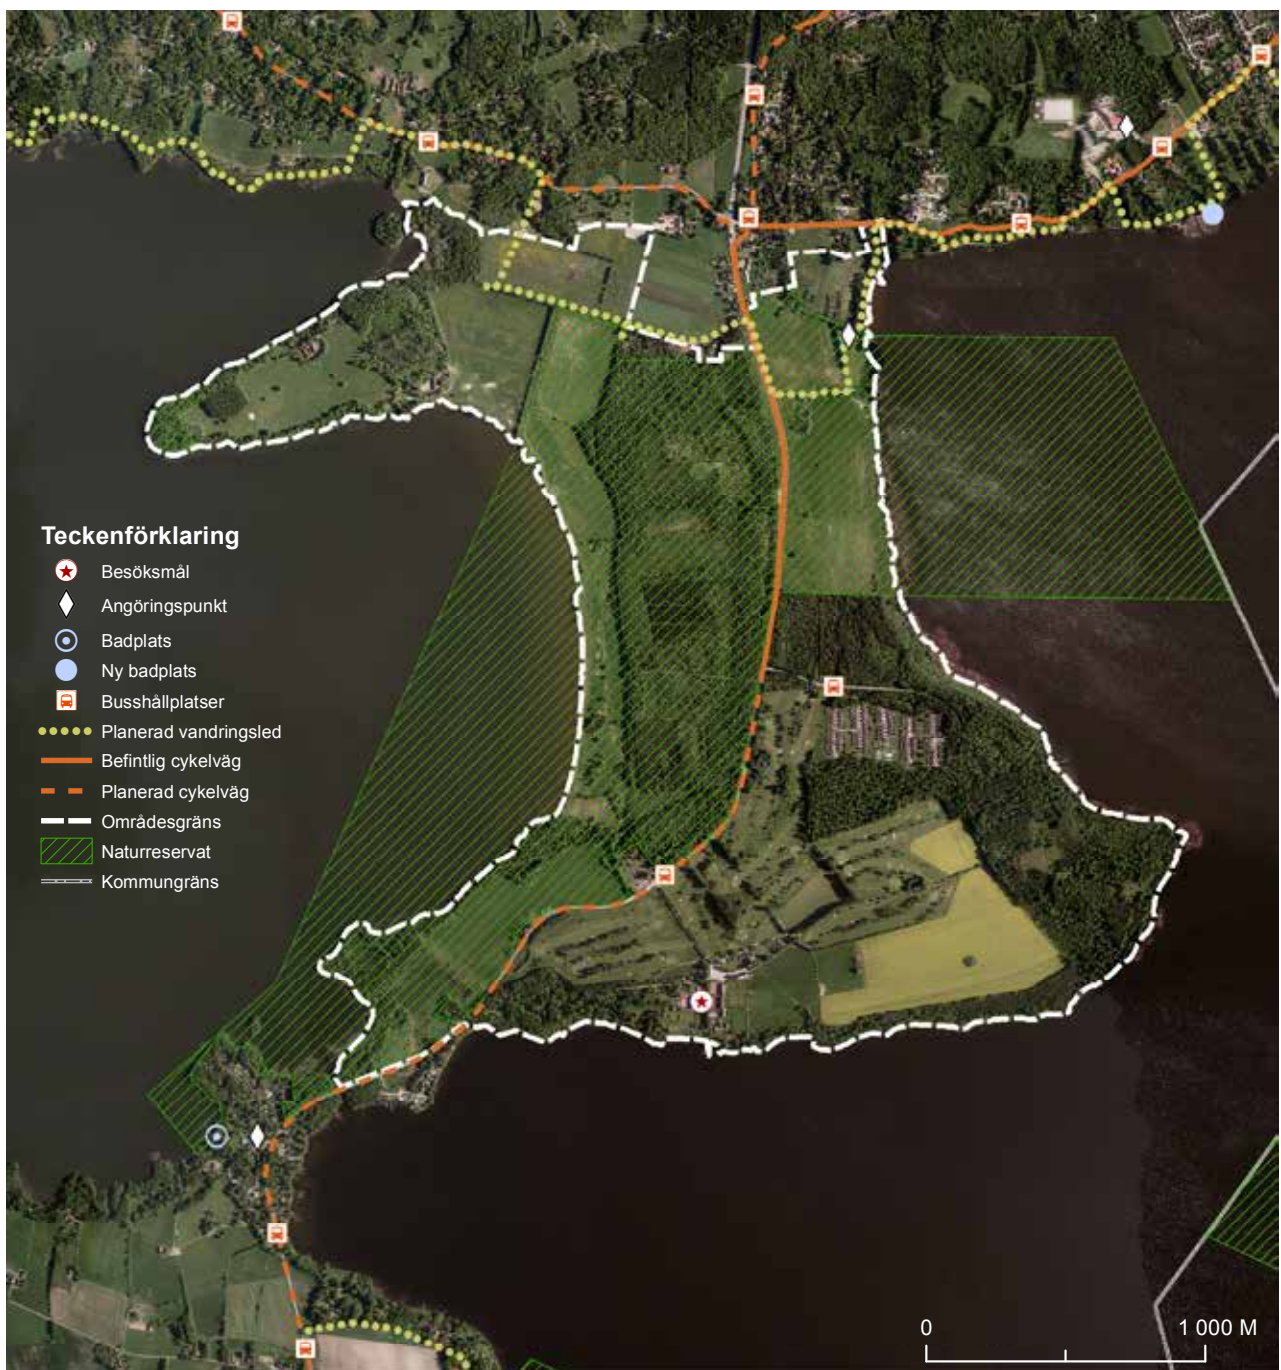 Teckenförklaring
Besöksmål
Angöringspunkt
Badplats
Ny badplats
Busshållplatser
Planerad vandringsled
Befintlig cykelväg
Planerad cykelväg
Områdesgräns
Naturreservat
Kommungräns
0 1 000 M